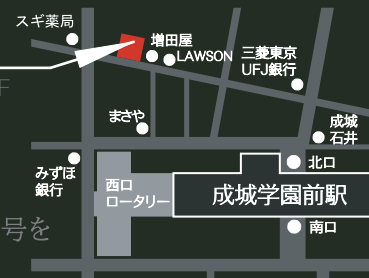 スギ薬局
増田屋
LAWSON
三菱東京
UFJ銀行
まさや
成城
石井
みずほ
銀行
西口
ロータリー
北口
成城学園前駅
南口
号を